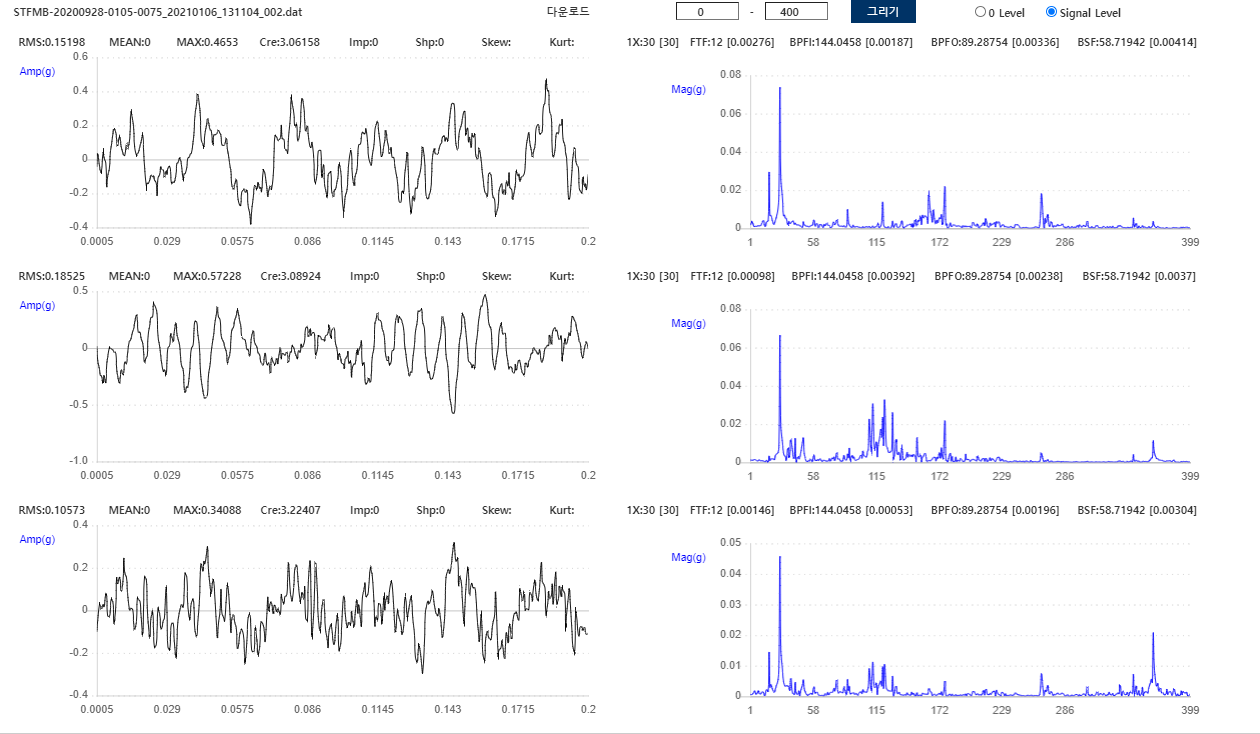 STFMB-20200928-0105-0075_20210106_131104_002.dat 다운로드 0 - 400 그리기 0 Level Signal Level
RMS:0.15198 MEAN:0 MAX:0.4653 Cre:3.06158 Imp:0 Shp:0 Skew: Kurt: 1X:30 [30] FTF:12 [0.00276] BPFI:144.0458 [0.00187] BPFO:89.28754 [0.00336] BSF:58.71942 [0.00414]
Amp(g)
0.6
0.4
0.2
0
-0.2
-0.4
0.0005 0.029 0.0575 0.086 0.1145 0.143 0.1715 0.2
Mag(g)
0.08
0.06
0.04
0.02
0
1 58 115 172 229 286 399
RMS:0.18525 MEAN:0 MAX:0.57228 Cre:3.08924 Imp:0 Shp:0 Skew: Kurt: 1X:30 [30] FTF:12 [0.00098] BPFI:144.0458 [0.00392] BPFO:89.28754 [0.00238] BSF:58.71942 [0.0037]
Amp(g)
0.5
0
-0.5
-1.0
0.0005 0.029 0.0575 0.086 0.1145 0.143 0.1715 0.2
Mag(g)
0.08
0.06
0.04
0.02
0
1 58 115 172 229 286 399
RMS:0.10573 MEAN:0 MAX:0.34088 Cre:3.22407 Imp:0 Shp:0 Skew: Kurt: 1X:30 [30] FTF:12 [0.00146] BPFI:144.0458 [0.00053] BPFO:89.28754 [0.00196] BSF:58.71942 [0.00304]
Amp(g)
0.4
0.2
0
-0.2
-0.4
0.0005 0.029 0.0575 0.086 0.1145 0.143 0.1715 0.2
Mag(g)
0.05
0.04
0.03
0.02
0.01
0
1 58 115 172 229 286 399